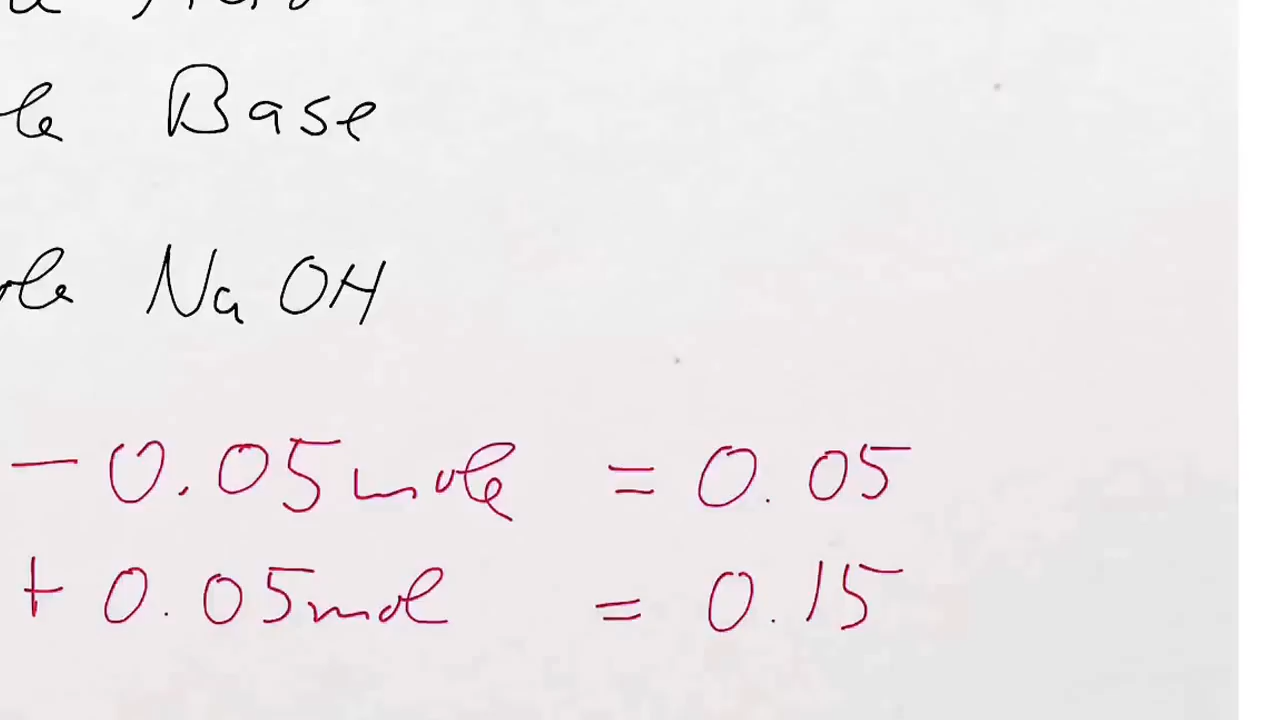 Base
NaOH
- 0.05 mole = 0.05
+ 0.05 mol = 0.15